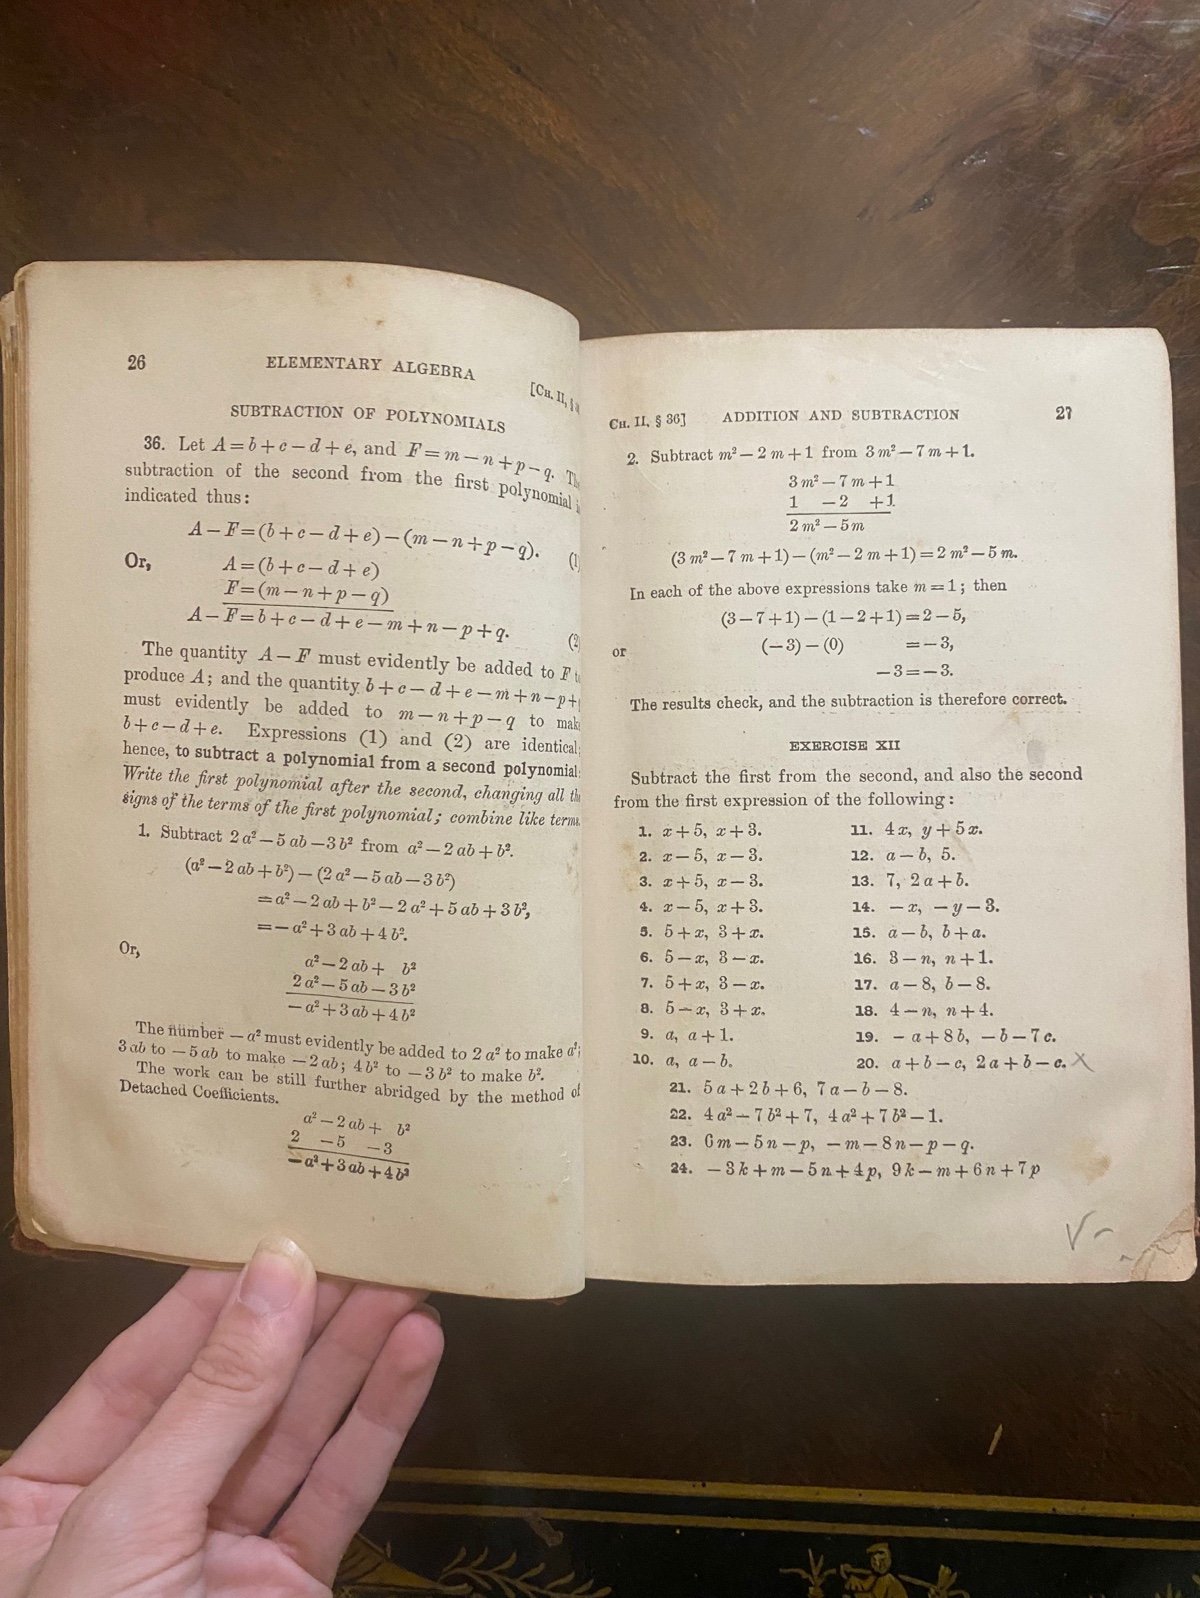 26 ELEMENTARY ALGEBRA
[CH. II, §
SUBTRACTION OF POLYNOMIALS
36. Let A=b+c−d+e, and F=m−n+p−q.
subtraction of the second from the first polynomial
indicated thus:
A−F=(b+c−d+e)−(m−n+p−q). (1)
Or, A=(b+c−d+e)
F=(m−n+p−q)
A−F=b+c−d+e−m+n−p+q. (2)
The quantity A−F must evidently be added to F
produce A; and the quantity b+c−d+e−m+n−p+
must evidently be added to m−n+p−q to
b+c−d+e. Expressions (1) and (2) are identical;
hence, to subtract a polynomial from a second polynomial:
Write the first polynomial after the second, changing all
signs of the terms of the first polynomial; combine like terms.
1. Subtract 2a²−5ab−3b² from a²−2ab+b².
(a²−2ab+b²)−(2a²−5ab−3b²)
=a²−2ab+b²−2a²+5ab+3b²,
=−a²+3ab+4b².
Or,
a²−2ab+ b²
2a²−5ab−3b²
−a²+3ab+4b²
The number −a² must evidently be added to 2a² to make a²;
3ab to −5ab to make −2ab; 4b² to −3b² to make b².
The work can be still further abridged by the method of
Detached Coefficients.
a²−2ab+ b²
2 −5 −3
−a²+3ab+4b²
CH. II, § 36] ADDITION AND SUBTRACTION 27
2. Subtract m²−2m+1 from 3m²−7m+1.
3m²−7m+1
1 −2 +1
2m²−5m
(3m²−7m+1)−(m²−2m+1)=2m²−5m.
In each of the above expressions take m=1; then
(3−7+1)−(1−2+1)=2−5,
or (−3)−(0) =−3,
−3=−3.
The results check, and the subtraction is therefore correct.
EXERCISE XII
Subtract the first from the second, and also the second
from the first expression of the following:
1. x+5, x+3.
2. x−5, x−3.
3. x+5, x−3.
4. x−5, x+3.
5. 5+x, 3+x.
6. 5−x, 3−x.
7. 5+x, 3−x.
8. 5−x, 3+x.
9. a, a+1.
10. a, a−b.
11. 4x, y+5x.
12. a−b, 5.
13. 7, 2a+b.
14. −x, −y−3.
15. a−b, b+a.
16. 3−n, n+1.
17. a−8, b−8.
18. 4−n, n+4.
19. −a+8b, −b−7c.
20. a+b−c, 2a+b−c. X
21. 5a+2b+6, 7a−b−8.
22. 4a²−7b²+7, 4a²+7b²−1.
23. 6m−5n−p, −m−8n−p−q.
24. −3k+m−5n+4p, 9k−m+6n+7p